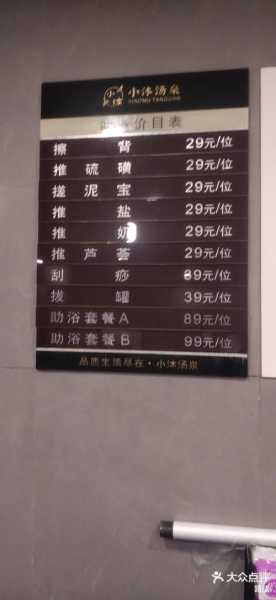 小沐汤泉
XIAOMU TANGQUAN
价目表
擦背 29元/位
推硫磺 29元/位
搓泥宝 29元/位
推盐 29元/位
推奶 29元/位
推芦荟 29元/位
刮痧 39元/位
拔罐 39元/位
助浴套餐A 89元/位
助浴套餐B 99元/位
品质生活尽在·小沐汤泉
大众点评